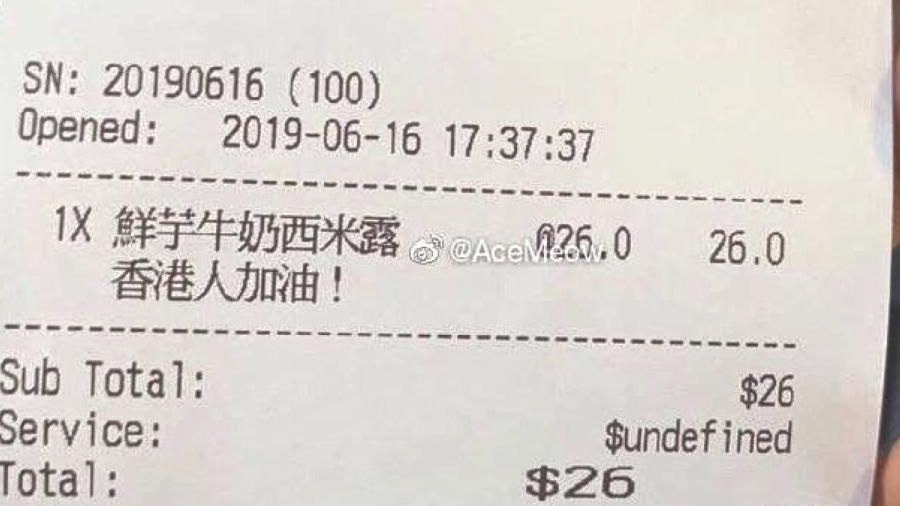 SN: 20190616 (100)
Opened: 2019-06-16 17:37:37
1X 鮮芋牛奶西米露 @26.0 26.0
@AceMeow
香港人加油！
Sub Total: $26
Service: $undefined
Total: $26